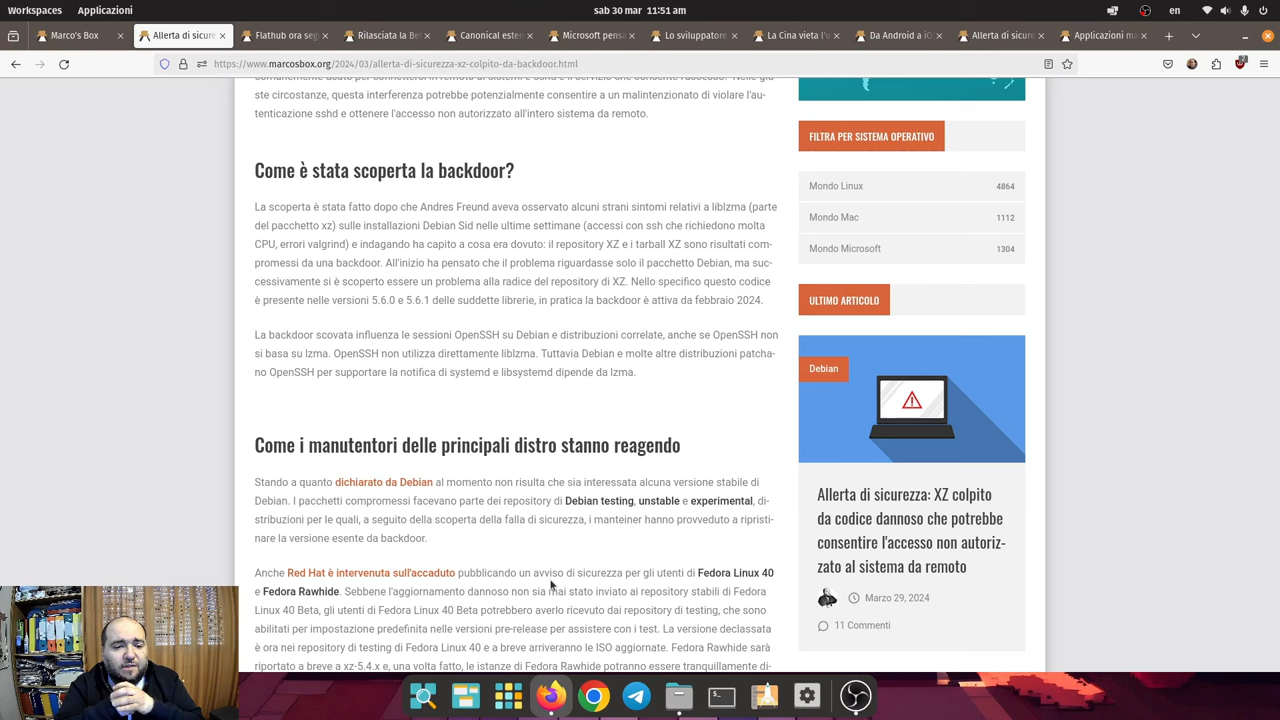 Workspaces Applicazioni sab 30 mar 11:51 am en
Marco's Box Allerta di sicure Flathub ora seg Rilasciata la Be Canonical esten Microsoft pens Lo sviluppatore La Cina vieta l'u Da Android a iO Allerta di sicure Applicazioni ma
https://www.marcosbox.org/2024/03/allerta-di-sicurezza-xz-colpito-da-backdoor.html
ste circostanze, questa interferenza potrebbe potenzialmente consentire a un malintenzionato di violare l'au-
tenticazione sshd e ottenere l'accesso non autorizzato all'intero sistema da remoto.
Come è stata scoperta la backdoor?
La scoperta è stata fatto dopo che Andres Freund aveva osservato alcuni strani sintomi relativi a liblzma (parte
del pacchetto xz) sulle installazioni Debian Sid nelle ultime settimane (accessi con ssh che richiedono molta
CPU, errori valgrind) e indagando ha capito a cosa era dovuto: il repository XZ e i tarball XZ sono risultati com-
promessi da una backdoor. All'inizio ha pensato che il problema riguardasse solo il pacchetto Debian, ma suc-
cessivamente si è scoperto essere un problema alla radice del repository di XZ. Nello specifico questo codice
è presente nelle versioni 5.6.0 e 5.6.1 delle suddette librerie, in pratica la backdoor è attiva da febbraio 2024.
La backdoor scovata influenza le sessioni OpenSSH su Debian e distribuzioni correlate, anche se OpenSSH non
si basa su lzma. OpenSSH non utilizza direttamente liblzma. Tuttavia Debian e molte altre distribuzioni patcha-
no OpenSSH per supportare la notifica di systemd e libsystemd dipende da lzma.
Come i manutentori delle principali distro stanno reagendo
Stando a quanto dichiarato da Debian al momento non risulta che sia interessata alcuna versione stabile di
Debian. I pacchetti compromessi facevano parte dei repository di Debian testing, unstable e experimental, di-
stribuzioni per le quali, a seguito della scoperta della falla di sicurezza, i manteiner hanno provveduto a ripristi-
nare la versione esente da backdoor.
Anche Red Hat è intervenuta sull'accaduto pubblicando un avviso di sicurezza per gli utenti di Fedora Linux 40
e Fedora Rawhide. Sebbene l'aggiornamento dannoso non sia mai stato inviato ai repository stabili di Fedora
Linux 40 Beta, gli utenti di Fedora Linux 40 Beta potrebbero averlo ricevuto dai repository di testing, che sono
abilitati per impostazione predefinita nelle versioni pre-release per assistere con i test. La versione declassata
è ora nei repository di testing di Fedora Linux 40 e a breve arriveranno le ISO aggiornate. Fedora Rawhide sarà
riportato a breve a xz-5.4.x e, una volta fatto, le istanze di Fedora Rawhide potranno essere tranquillamente di-
FILTRA PER SISTEMA OPERATIVO
Mondo Linux 4864
Mondo Mac 1112
Mondo Microsoft 1304
ULTIMO ARTICOLO
Debian
Allerta di sicurezza: XZ colpito
da codice dannoso che potrebbe
consentire l'accesso non autoriz-
zato al sistema da remoto
Marzo 29, 2024
11 Commenti